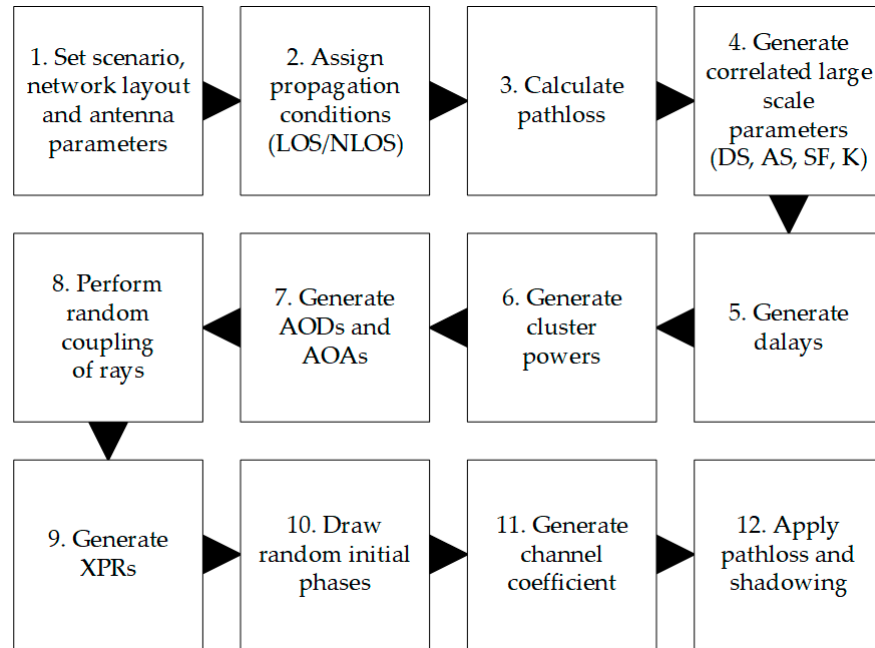 1. Set scenario,
network layout
and antenna
parameters
2. Assign
propagation
conditions
(LOS/NLOS)
3. Calculate
pathloss
4. Generate
correlated large
scale
parameters
(DS, AS, SF, K)
5. Generate
dalays
6. Generate
cluster
powers
7. Generate
AODs and
AOAs
8. Perform
random
coupling
of rays
9. Generate
XPRs
10. Draw
random initial
phases
11. Generate
channel
coefficient
12. Apply
pathloss and
shadowing